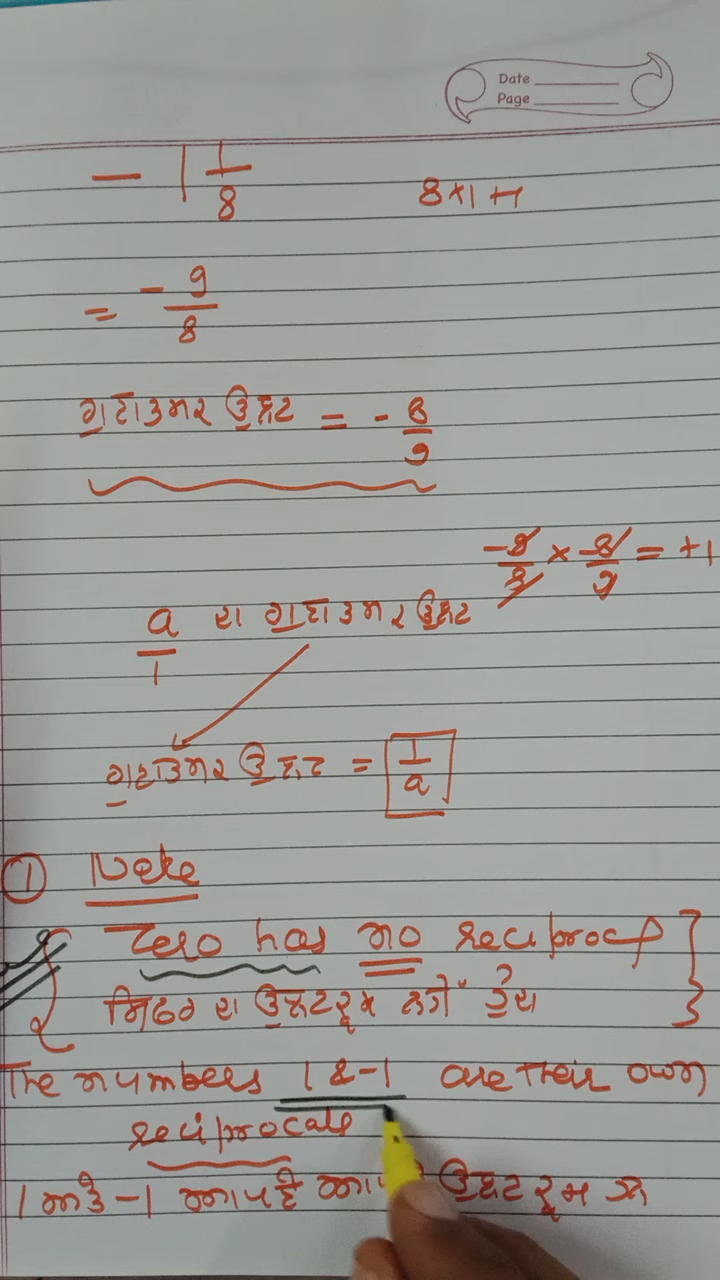 Date
Page
- 1 1/8 8×1+1
= -9/8
ਗੁਣਾਤਮਕ ਉਲਟ = - 8/9
-9/8 × -8/9 = +1
a/1 ਦਾ ਗੁਣਾਤਮਕ ਉਲਟ
ਗੁਣਾਤਮਕ ਉਲਟ = 1/a
① Note
Zero has no reciprocal
ਸਿਫਰ ਦਾ ਉਲਟਕ੍ਰਮ ਨਹੀਂ ਹੁੰਦਾ
The numbers 1 & -1 are their own
reciprocals
1 ਅਤੇ -1 ਆਪਣੇ ਉਲਟ ਕ੍ਰਮ ਹਨ